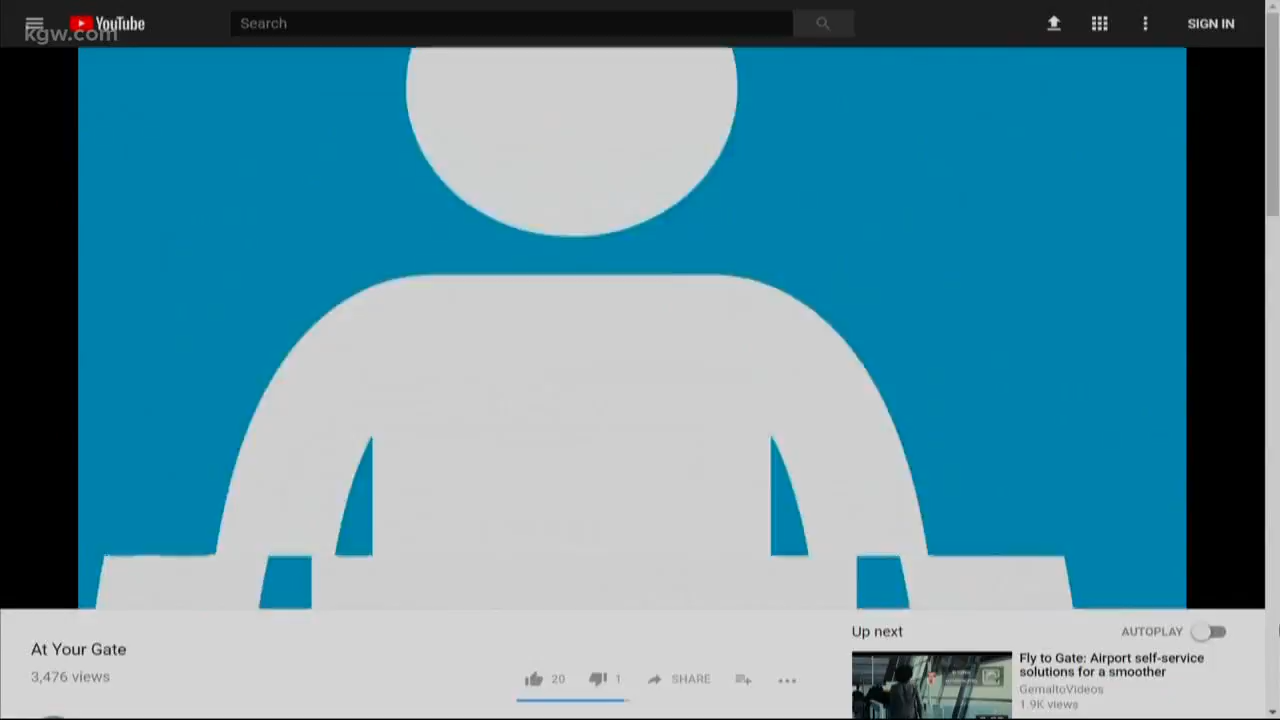 YouTube
kgw.com
Search
SIGN IN
At Your Gate
3,476 views
20
1
SHARE
Up next
AUTOPLAY
Fly to Gate: Airport self-service
solutions for a smoother
GemaltoVideos
1.9K views